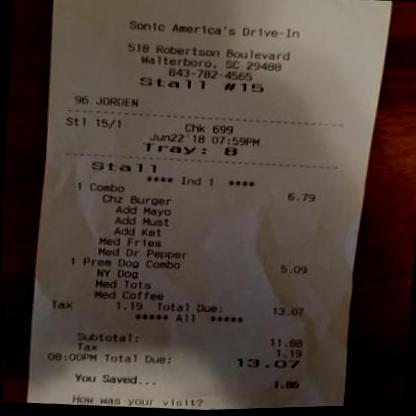 Sonic America's Drive-In
518 Robertson Boulevard
Walterboro, SC 29488
843-782-4565
Stall #15
96 JORDEN
Stl 15/1 Chk 699
Jun22'18 07:59PM
Tray: 8
Stall
**** Ind 1 ****
1 Combo 6.79
Chz Burger
Add Mayo
Add Must
Add Ket
Med Fries
Med Dr Pepper
1 Prem Dog Combo 5.09
NY Dog
Med Tots
Med Coffee
Tax 1.19 Total Due: 13.07
***** All *****
Subtotal: 11.88
Tax 1.19
08:00PM Total Due: 13.07
You Saved... 1.86
How was your visit?